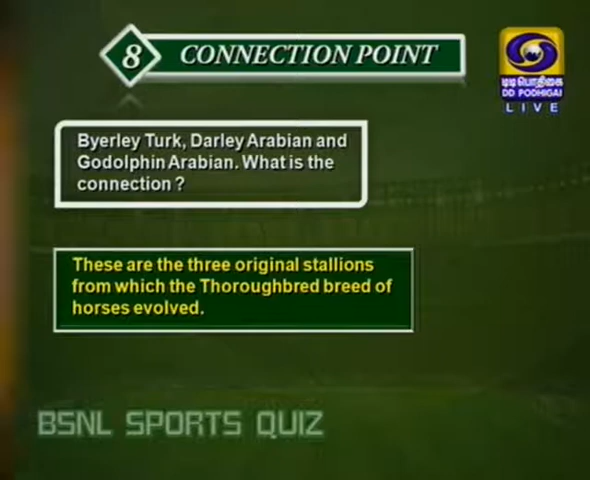 8 CONNECTION POINT
டிடி பொதிகை
DD PODHIGAI
LIVE
Byerley Turk, Darley Arabian and
Godolphin Arabian. What is the
connection ?
These are the three original stallions
from which the Thoroughbred breed of
horses evolved.
BSNL SPORTS QUIZ